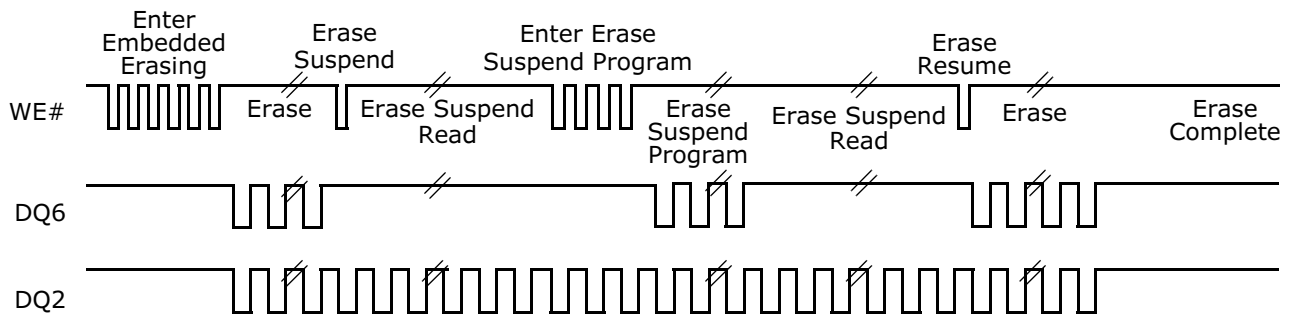 Enter
Embedded
Erasing
Erase
Suspend
Enter Erase
Suspend Program
Erase
Resume
WE#
Erase
Erase Suspend
Read
Erase
Suspend
Program
Erase Suspend
Read
Erase
Erase
Complete
DQ6
DQ2